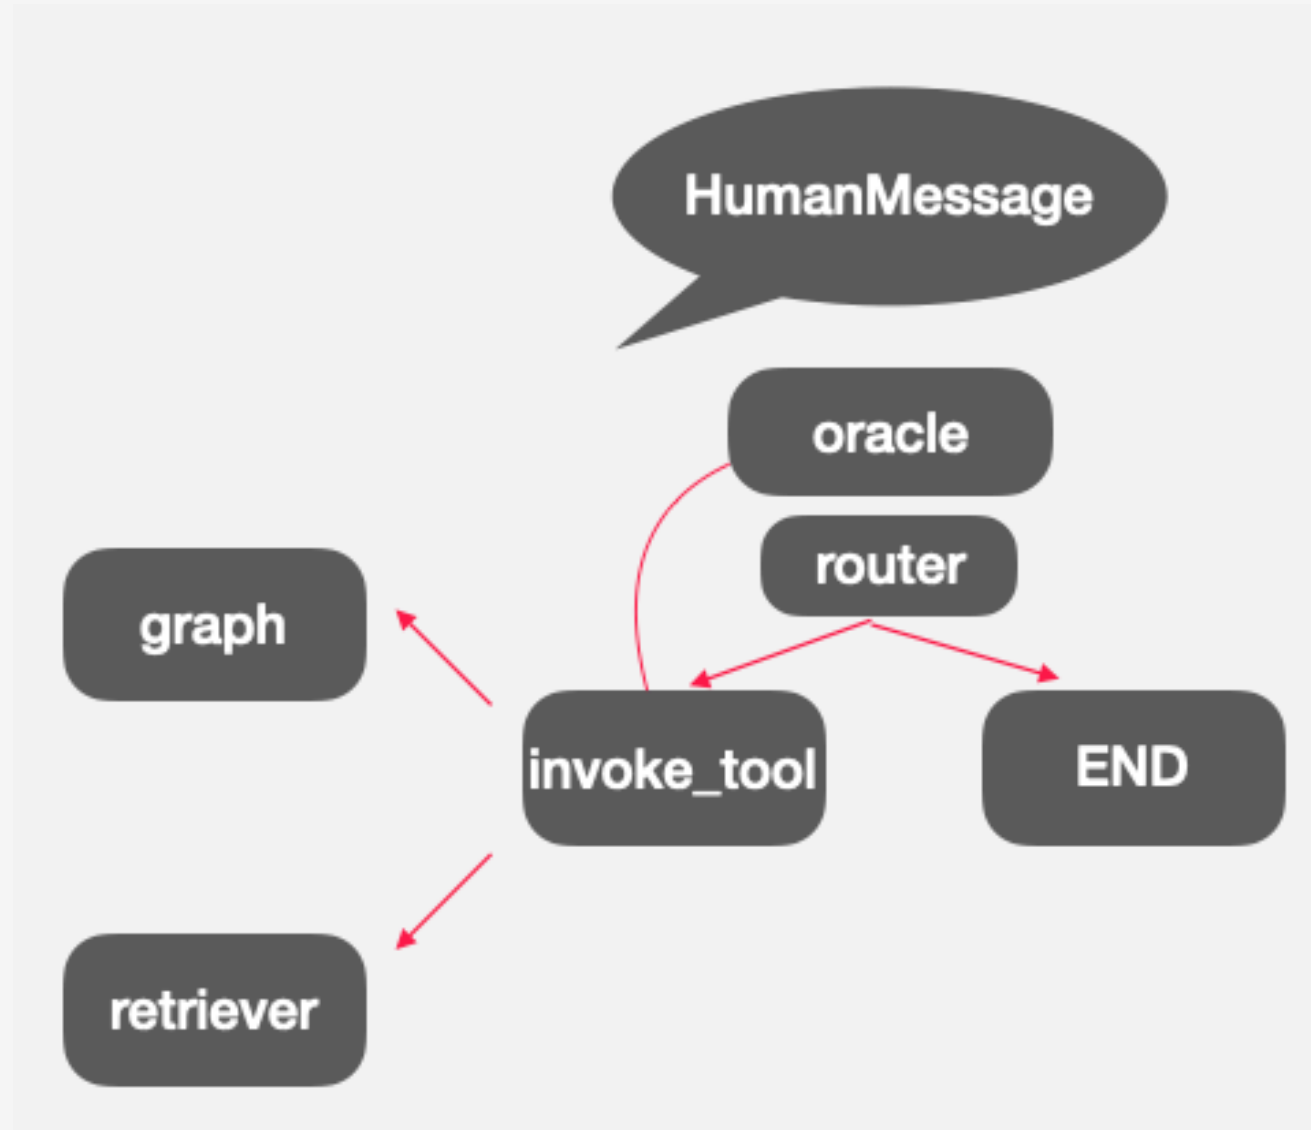 HumanMessage
oracle
router
graph
invoke_tool
END
retriever